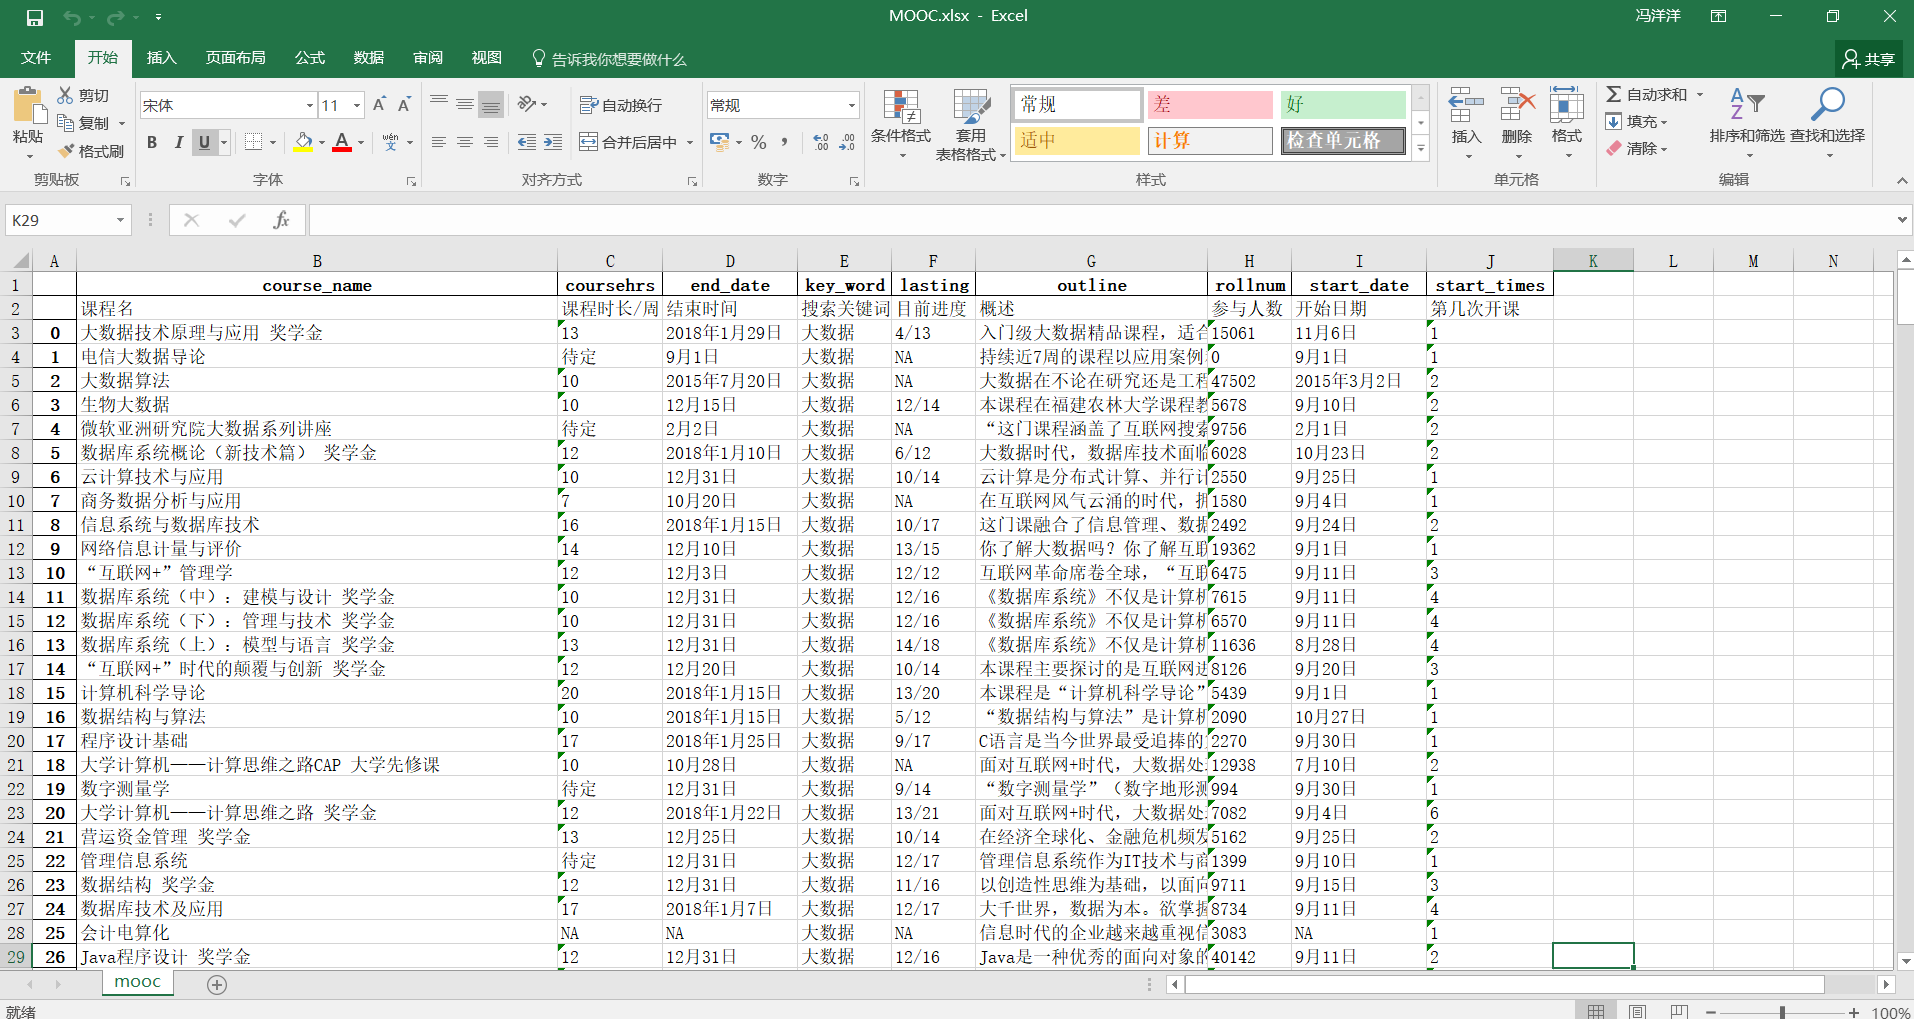 MOOC.xlsx - Excel
冯洋洋
文件 开始 插入 页面布局 公式 数据 审阅 视图 告诉我你想要做什么 共享
粘贴 剪切 复制 格式刷 剪贴板
宋体 11 B I U A wén 文 字体
自动换行 合并后居中 对齐方式
常规 % 数字
条件格式 套用 表格格式 常规 差 好 适中 计算 检查单元格 样式
插入 删除 格式 单元格
自动求和 填充 清除 排序和筛选 查找和选择 编辑
K29 fx
A B C D E F G H I J K L M N
1 course_name coursehrs end_date key_word lasting outline rollnum start_date start_times
2 课程名 课程时长/周 结束时间 搜索关键词 目前进度 概述 参与人数 开始日期 第几次开课
3 0 大数据技术原理与应用 奖学金 13 2018年1月29日 大数据 4/13 入门级大数据精品课程，适合 15061 11月6日 1
4 1 电信大数据导论 待定 9月1日 大数据 NA 持续近7周的课程以应用案例 0 9月1日 1
5 2 大数据算法 10 2015年7月20日 大数据 NA 大数据在不论在研究还是工程 47502 2015年3月2日 2
6 3 生物大数据 10 12月15日 大数据 12/14 本课程在福建农林大学课程教 5678 9月10日 2
7 4 微软亚洲研究院大数据系列讲座 待定 2月2日 大数据 NA “这门课程涵盖了互联网搜索 9756 2月1日 2
8 5 数据库系统概论（新技术篇） 奖学金 12 2018年1月10日 大数据 6/12 大数据时代，数据库技术面临 6028 10月23日 2
9 6 云计算技术与应用 10 12月31日 大数据 10/14 云计算是分布式计算、并行计 2550 9月25日 1
10 7 商务数据分析与应用 7 10月20日 大数据 NA 在互联网风气云涌的时代，拥 1580 9月4日 1
11 8 信息系统与数据库技术 16 2018年1月15日 大数据 10/17 这门课融合了信息管理、数据 2492 9月24日 2
12 9 网络信息计量与评价 14 12月10日 大数据 13/15 你了解大数据吗？你了解互联 19362 9月1日 1
13 10 “互联网+”管理学 12 12月3日 大数据 12/12 互联网革命席卷全球，“互联 6475 9月11日 3
14 11 数据库系统（中）：建模与设计 奖学金 10 12月31日 大数据 12/16 《数据库系统》不仅是计算机 7615 9月11日 4
15 12 数据库系统（下）：管理与技术 奖学金 10 12月31日 大数据 12/16 《数据库系统》不仅是计算机 6570 9月11日 4
16 13 数据库系统（上）：模型与语言 奖学金 13 12月31日 大数据 14/18 《数据库系统》不仅是计算机 11636 8月28日 4
17 14 “互联网+”时代的颠覆与创新 奖学金 12 12月20日 大数据 10/14 本课程主要探讨的是互联网进 8126 9月20日 3
18 15 计算机科学导论 20 2018年1月15日 大数据 13/20 本课程是“计算机科学导论” 5439 9月1日 1
19 16 数据结构与算法 10 2018年1月15日 大数据 5/12 “数据结构与算法”是计算机 2090 10月27日 1
20 17 程序设计基础 17 2018年1月25日 大数据 9/17 C语言是当今世界最受追捧的 2270 9月30日 1
21 18 大学计算机——计算思维之路CAP 大学先修课 10 10月28日 大数据 NA 面对互联网+时代，大数据处 12938 7月10日 2
22 19 数字测量学 待定 12月31日 大数据 9/14 “数字测量学”（数字地形测 994 9月30日 1
23 20 大学计算机——计算思维之路 奖学金 12 2018年1月22日 大数据 13/21 面对互联网+时代，大数据处 7082 9月4日 6
24 21 营运资金管理 奖学金 13 12月25日 大数据 10/14 在经济全球化、金融危机频发 5162 9月25日 2
25 22 管理信息系统 待定 12月31日 大数据 12/17 管理信息系统作为IT技术与商 1399 9月10日 1
26 23 数据结构 奖学金 12 12月31日 大数据 11/16 以创造性思维为基础，以面向 9711 9月15日 3
27 24 数据库技术及应用 17 2018年1月7日 大数据 12/17 大千世界，数据为本。欲掌握 8734 9月11日 4
28 25 会计电算化 NA NA 大数据 NA 信息时代的企业越来越重视信 3083 NA 1
29 26 Java程序设计 奖学金 12 12月31日 大数据 12/16 Java是一种优秀的面向对象的 40142 9月11日 2
mooc
就绪 100%